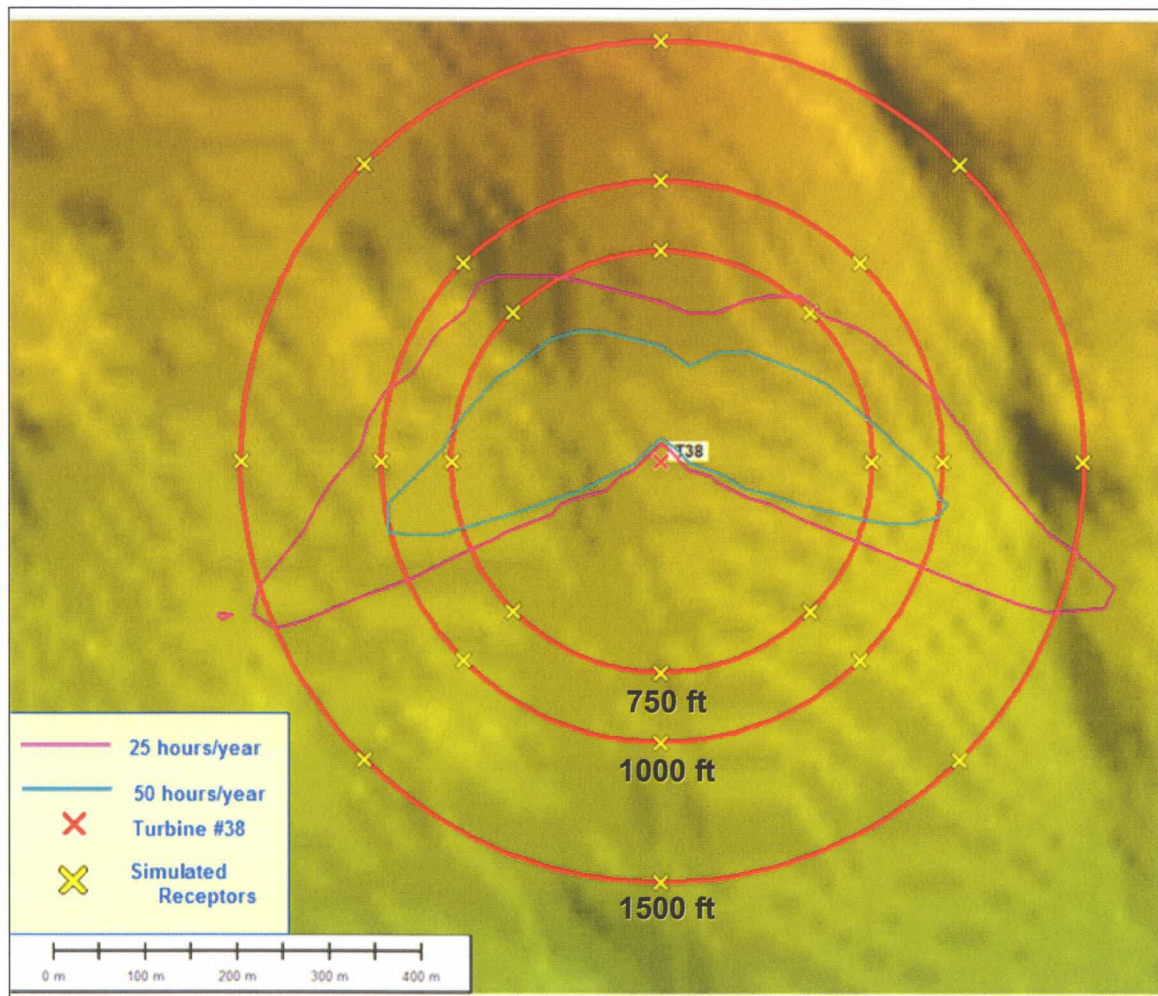 T38
750 ft
1000 ft
1500 ft
25 hours/year
50 hours/year
Turbine #38
Simulated
Receptors
0 m 100 m 200 m 300 m 400 m